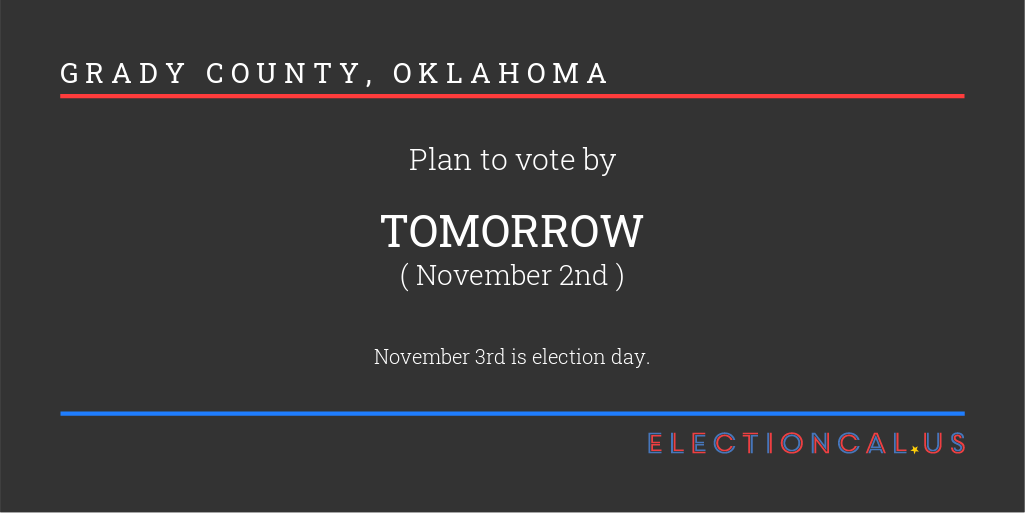 GRADY COUNTY, OKLAHOMA
Plan to vote by
TOMORROW
( November 2nd )
November 3rd is election day.
ELECTIONCAL.US